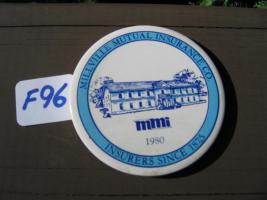 F96
MILLVILLE MUTUAL INSURANCE CO.
mmi
1980
INSURERS SINCE 1875